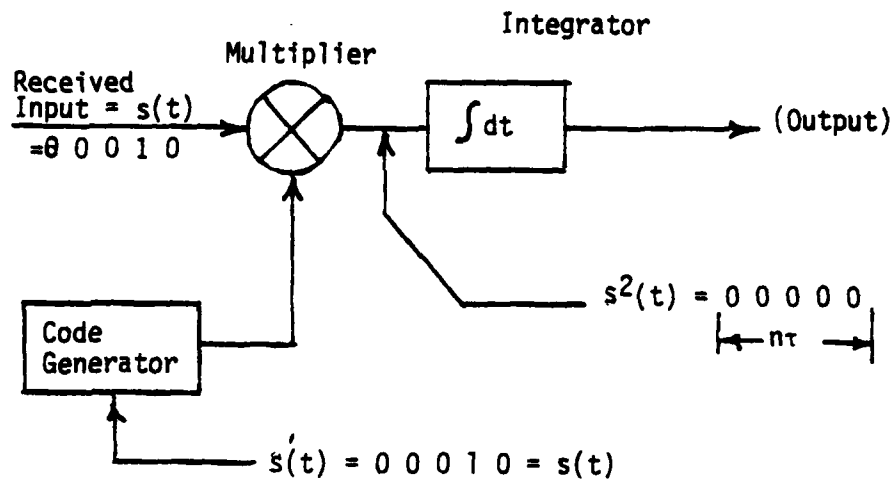 Integrator
Multiplier
Received
Input = s(t)
=0 0 0 1 0
∫dt
(Output)
s²(t) = 0 0 0 0 0
nτ
Code
Generator
s′(t) = 0 0 0 1 0 = s(t)